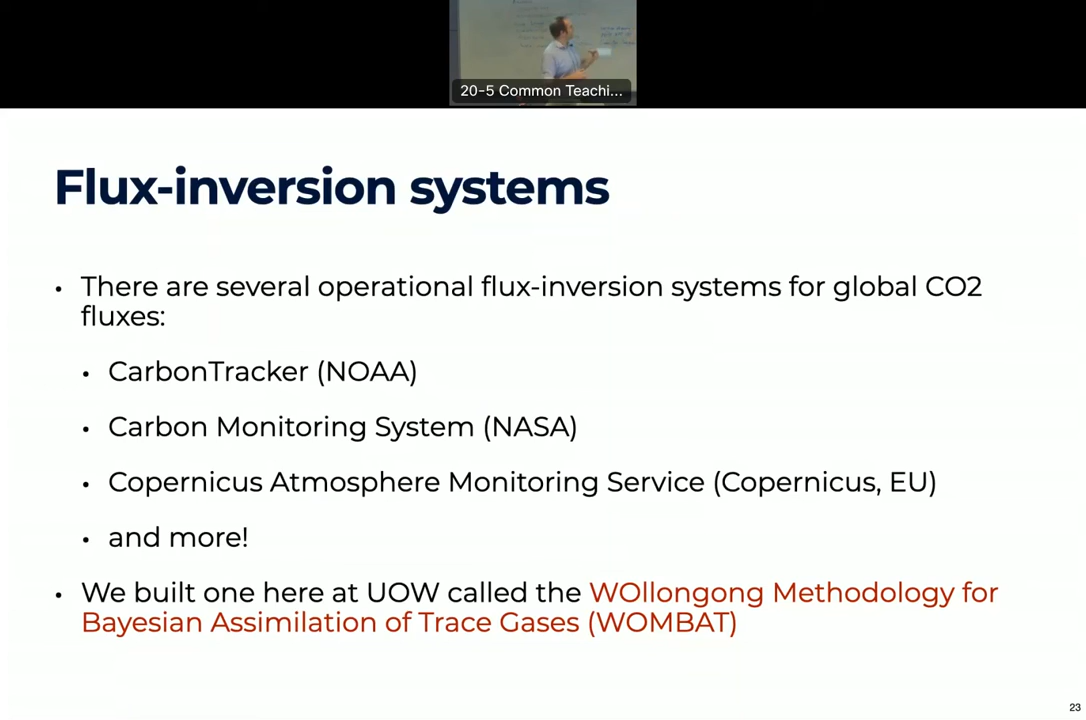 20-5 Common Teachi...
Flux-inversion systems
• There are several operational flux-inversion systems for global CO2
fluxes:
• CarbonTracker (NOAA)
• Carbon Monitoring System (NASA)
• Copernicus Atmosphere Monitoring Service (Copernicus, EU)
• and more!
• We built one here at UOW called the WOllongong Methodology for
Bayesian Assimilation of Trace Gases (WOMBAT)
23